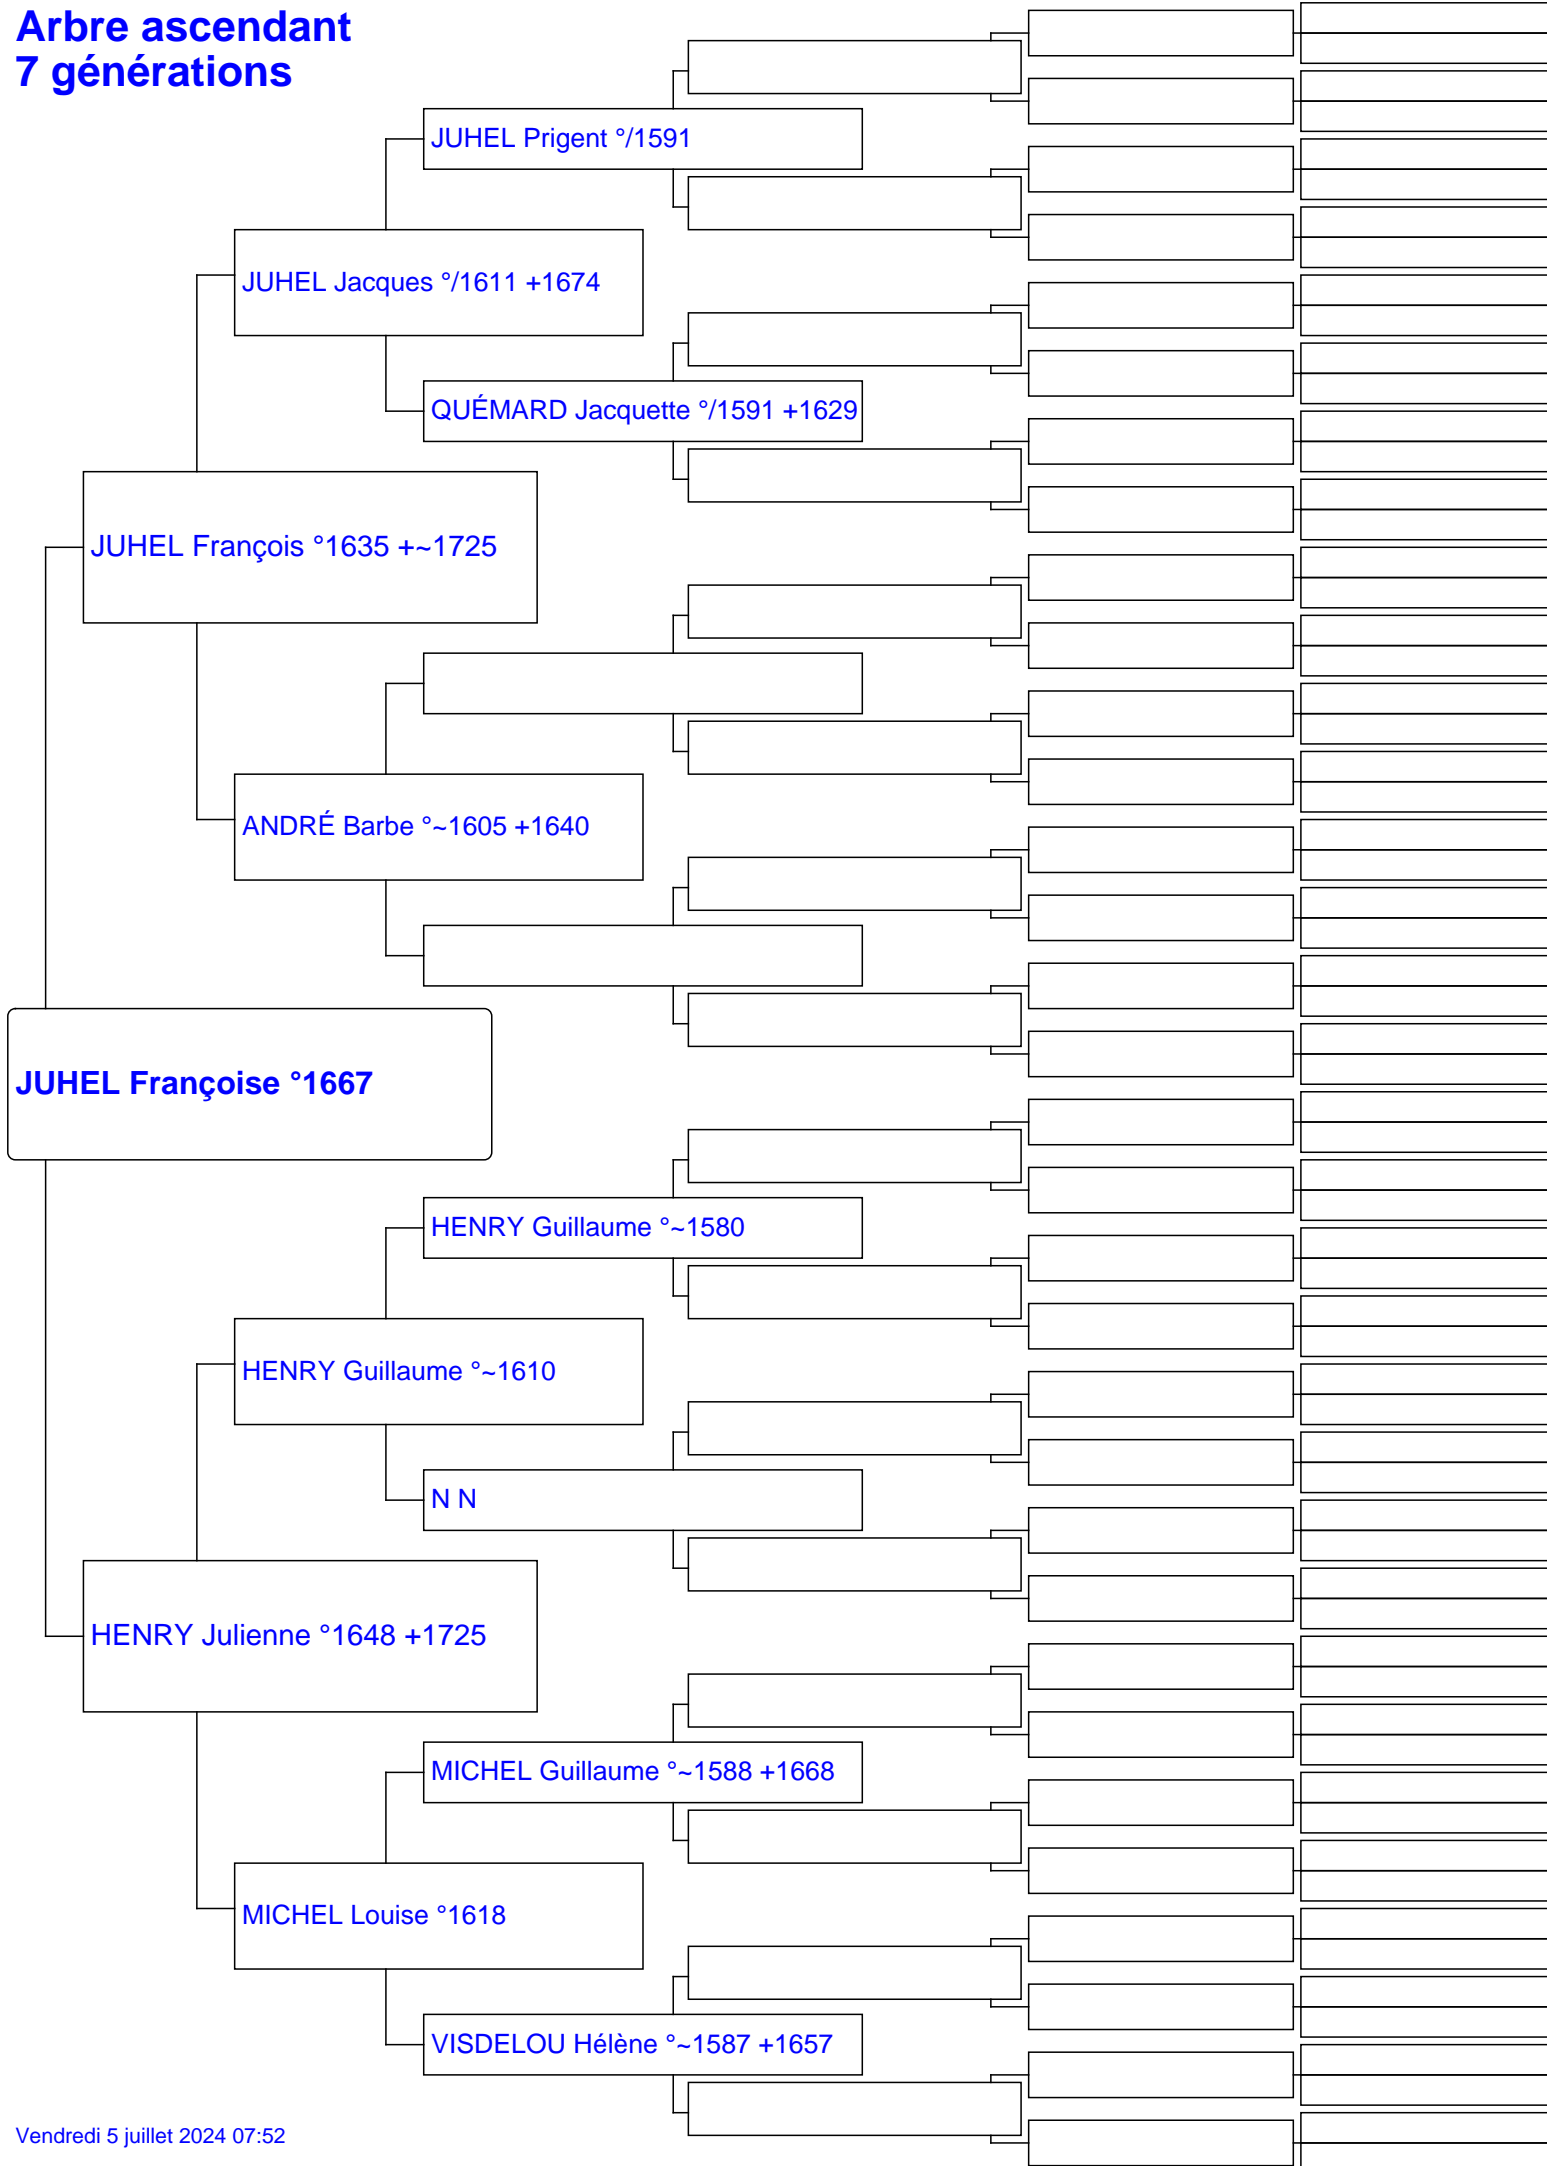 Arbre ascendant
7 générations
JUHEL Prigent °/1591
JUHEL Jacques °/1611 +1674
QUÉMARD Jacquette °/1591 +1629
JUHEL François °1635 +~1725
ANDRÉ Barbe °~1605 +1640
JUHEL Françoise °1667
HENRY Guillaume °~1580
HENRY Guillaume °~1610
N N
HENRY Julienne °1648 +1725
MICHEL Guillaume °~1588 +1668
MICHEL Louise °1618
VISDELOU Hélène °~1587 +1657
Vendredi 5 juillet 2024 07:52